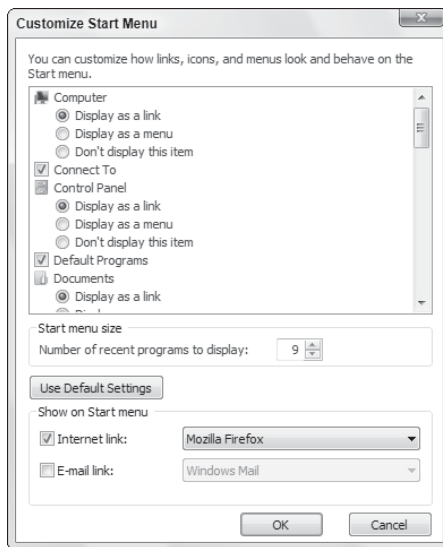 Customize Start Menu
You can customize how links, icons, and menus look and behave on the
Start menu.
Computer
Display as a link
Display as a menu
Don't display this item
Connect To
Control Panel
Display as a link
Display as a menu
Don't display this item
Default Programs
Documents
Display as a link
Start menu size
Number of recent programs to display: 9
Use Default Settings
Show on Start menu
Internet link: Mozilla Firefox
E-mail link: Windows Mail
OK Cancel